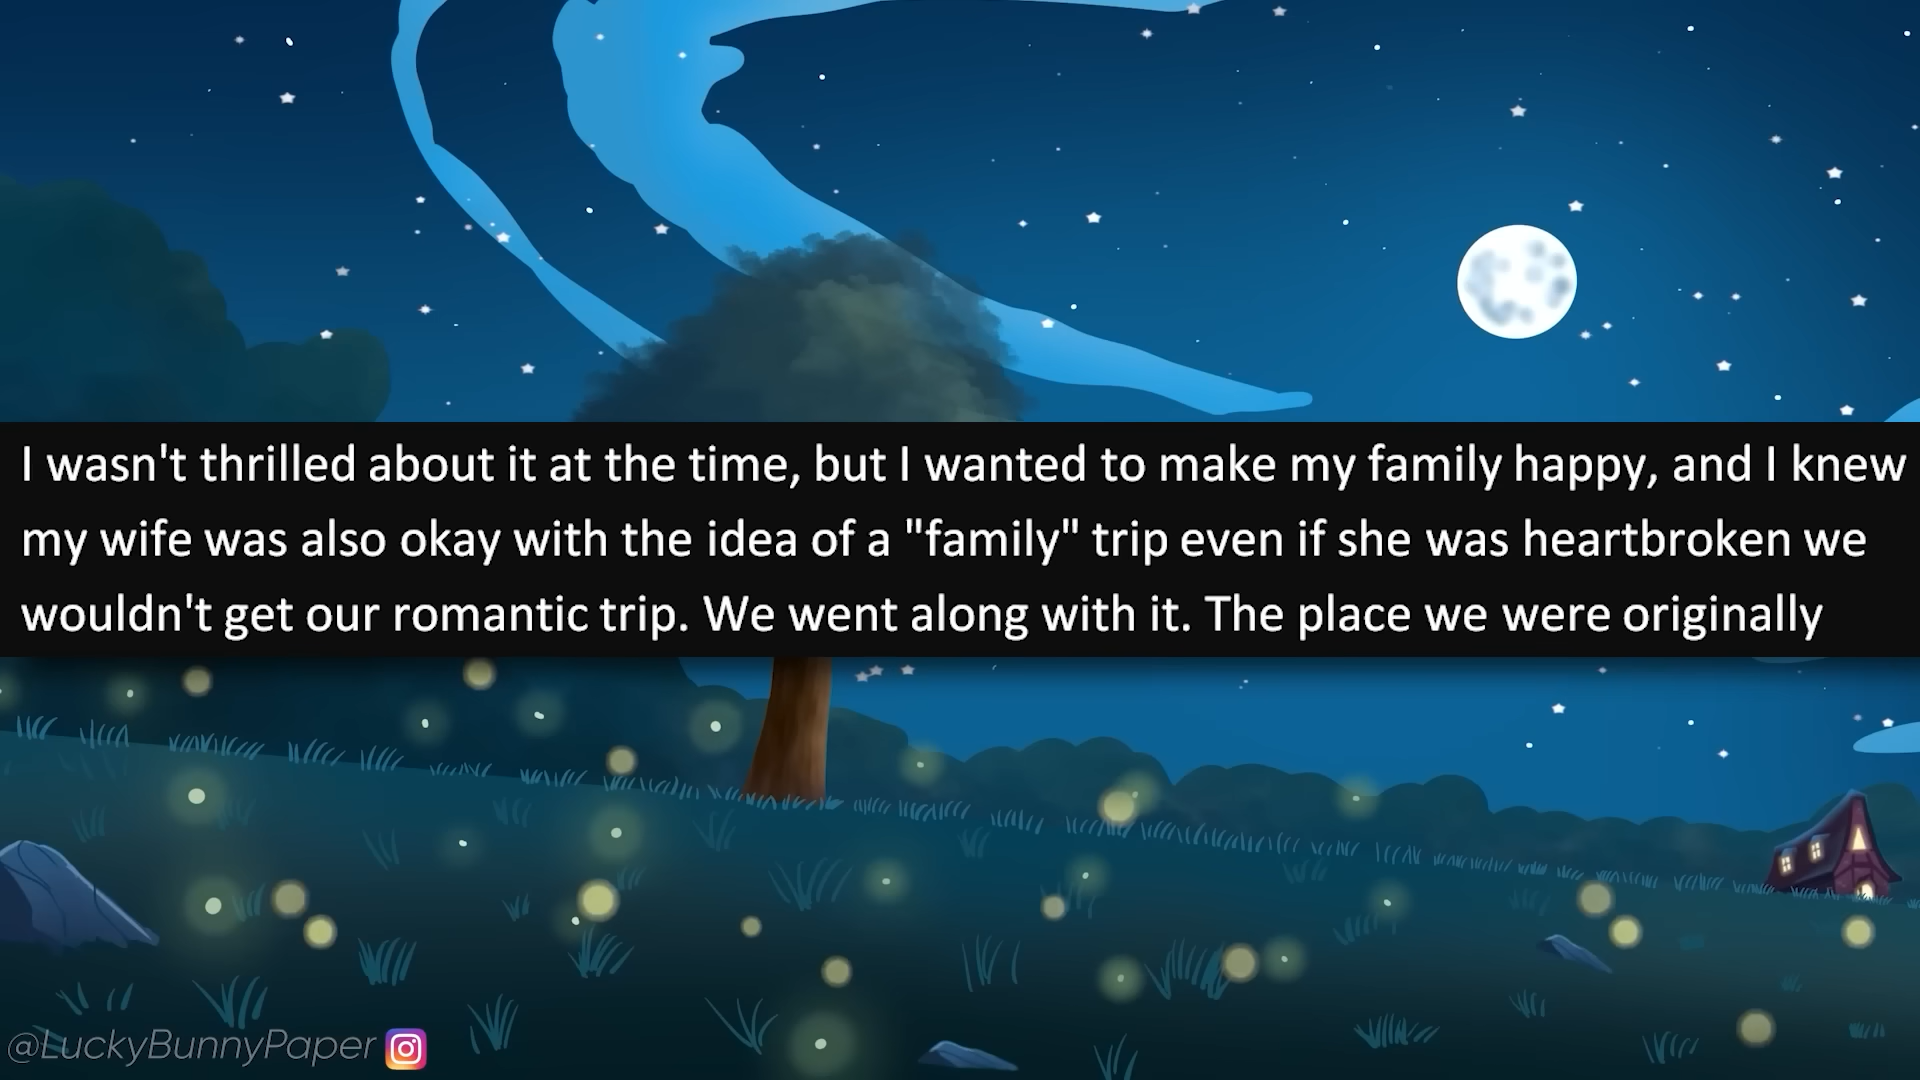 I wasn't thrilled about it at the time, but I wanted to make my family happy, and I knew
my wife was also okay with the idea of a "family" trip even if she was heartbroken we
wouldn't get our romantic trip. We went along with it. The place we were originally
@LuckyBunnyPaper